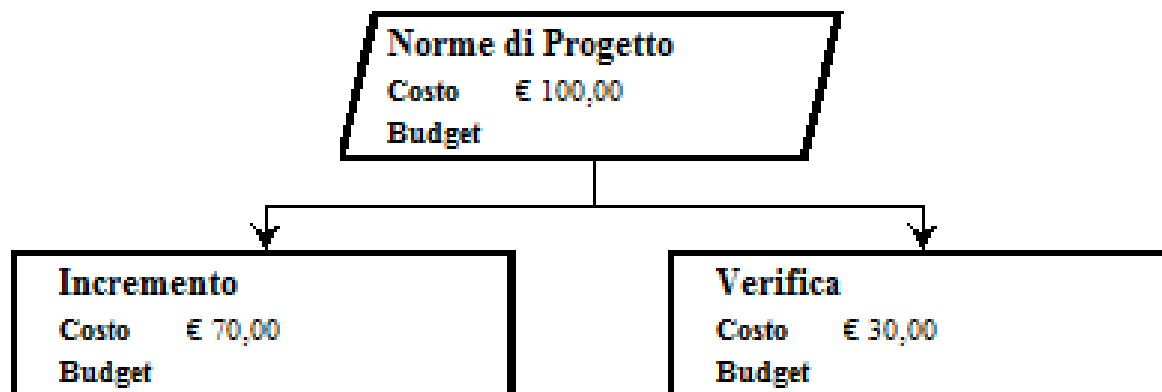 Norme di Progetto
Costo € 100,00
Budget
Incremento
Costo € 70,00
Budget
Verifica
Costo € 30,00
Budget